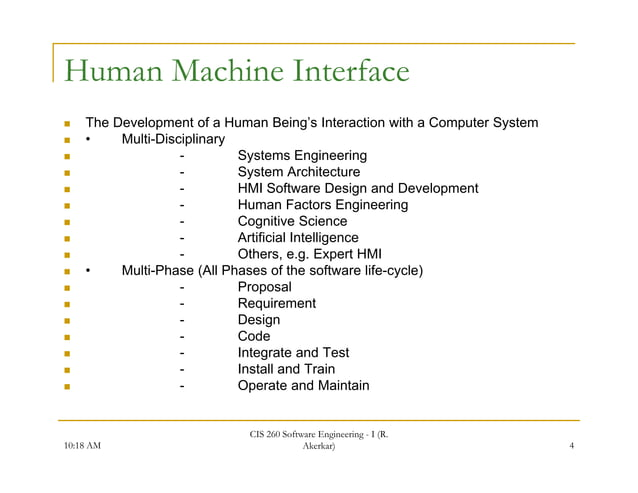 Human Machine Interface
■ The Development of a Human Being's Interaction with a Computer System
■ • Multi-Disciplinary
■ - Systems Engineering
■ - System Architecture
■ - HMI Software Design and Development
■ - Human Factors Engineering
■ - Cognitive Science
■ - Artificial Intelligence
■ - Others, e.g. Expert HMI
■ • Multi-Phase (All Phases of the software life-cycle)
■ - Proposal
■ - Requirement
■ - Design
■ - Code
■ - Integrate and Test
■ - Install and Train
■ - Operate and Maintain
10:18 AM
CIS 260 Software Engineering - I (R.
Akerkar)
4